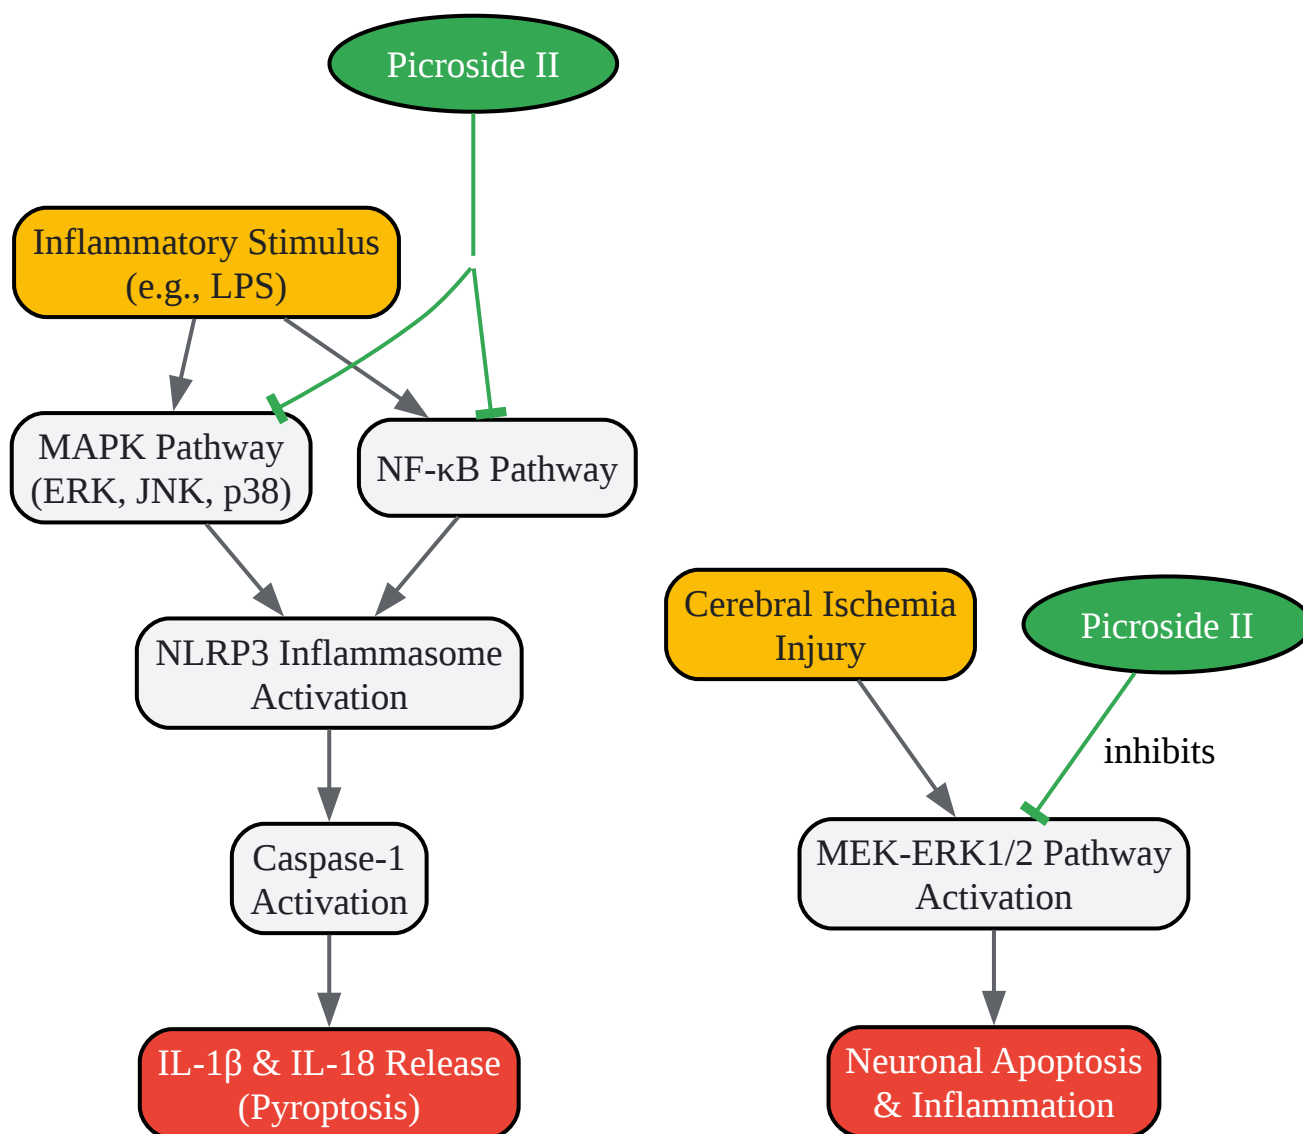 Picroside II
Inflammatory Stimulus
(e.g., LPS)
MAPK Pathway
(ERK, JNK, p38)
NF-κB Pathway
NLRP3 Inflammasome
Activation
Caspase-1
Activation
IL-1β & IL-18 Release
(Pyroptosis)
Cerebral Ischemia
Injury
Picroside II
inhibits
MEK-ERK1/2 Pathway
Activation
Neuronal Apoptosis
& Inflammation